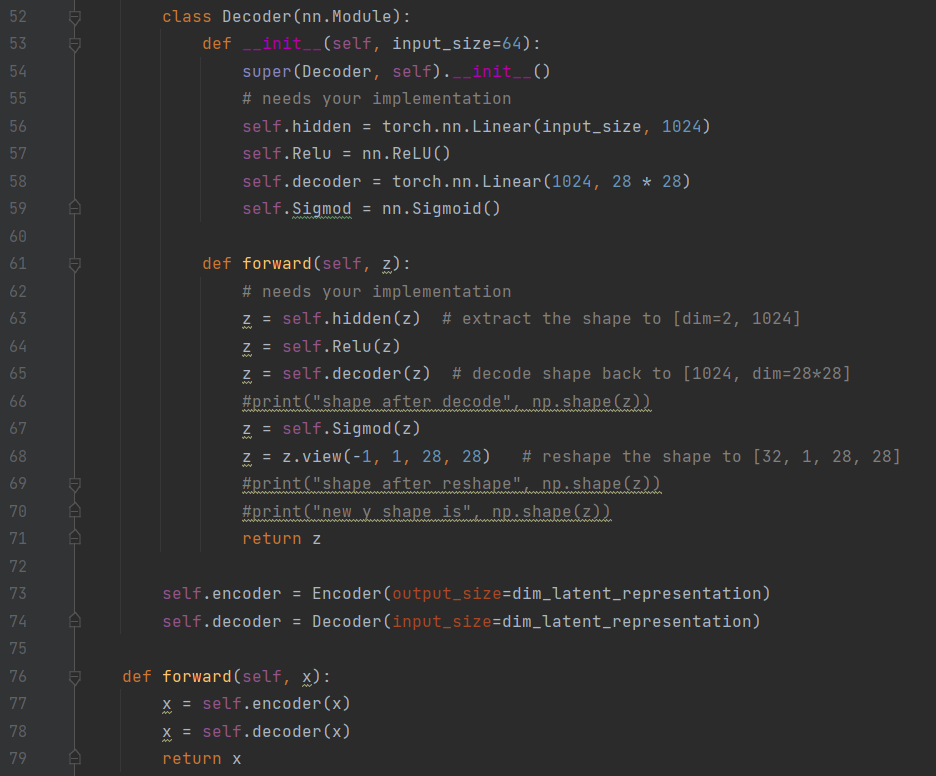 52 class Decoder(nn.Module):
53 def __init__(self, input_size=64):
54 super(Decoder, self).__init__()
55 # needs your implementation
56 self.hidden = torch.nn.Linear(input_size, 1024)
57 self.Relu = nn.ReLU()
58 self.decoder = torch.nn.Linear(1024, 28 * 28)
59 self.Sigmod = nn.Sigmoid()
60
61 def forward(self, z):
62 # needs your implementation
63 z = self.hidden(z)  # extract the shape to [dim=2, 1024]
64 z = self.Relu(z)
65 z = self.decoder(z)  # decode shape back to [1024, dim=28*28]
66 #print("shape after decode", np.shape(z))
67 z = self.Sigmod(z)
68 z = z.view(-1, 1, 28, 28)   # reshape the shape to [32, 1, 28, 28]
69 #print("shape after reshape", np.shape(z))
70 #print("new y shape is", np.shape(z))
71 return z
72
73 self.encoder = Encoder(output_size=dim_latent_representation)
74 self.decoder = Decoder(input_size=dim_latent_representation)
75
76 def forward(self, x):
77 x = self.encoder(x)
78 x = self.decoder(x)
79 return x